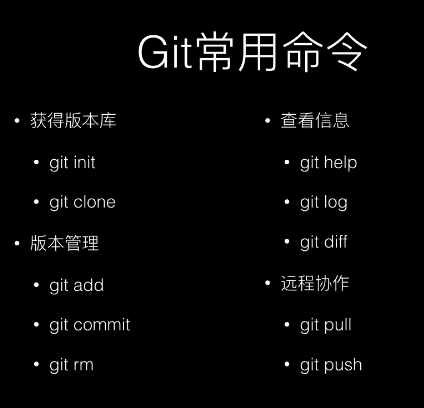 Git常用命令
• 获得版本库
• git init
• git clone
• 版本管理
• git add
• git commit
• git rm
• 查看信息
• git help
• git log
• git diff
• 远程协作
• git pull
• git push